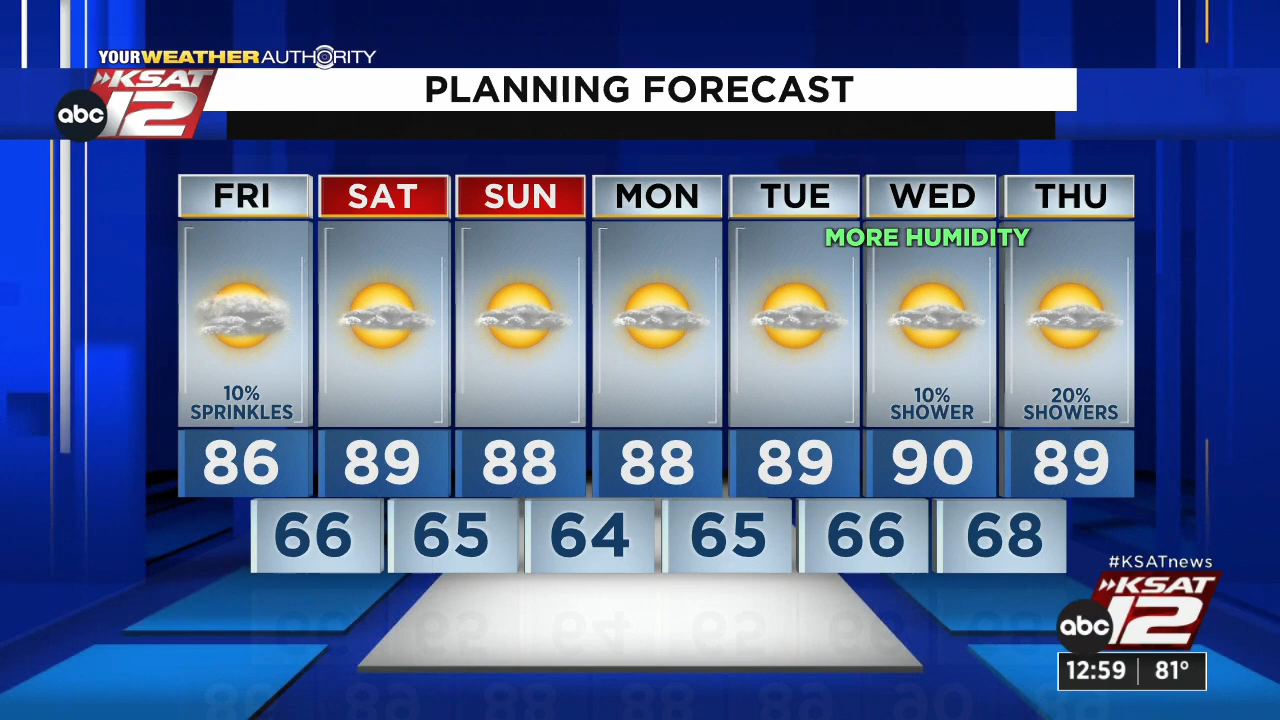 YOURWEATHERAUTHORITY
KSAT
abc 12
PLANNING FORECAST
FRI SAT SUN MON TUE WED THU
MORE HUMIDITY
10% 10% 20%
SPRINKLES SHOWER SHOWERS
86 89 88 88 89 90 89
66 65 64 65 66 68
#KSATnews
KSAT
abc 12
12:59 81°